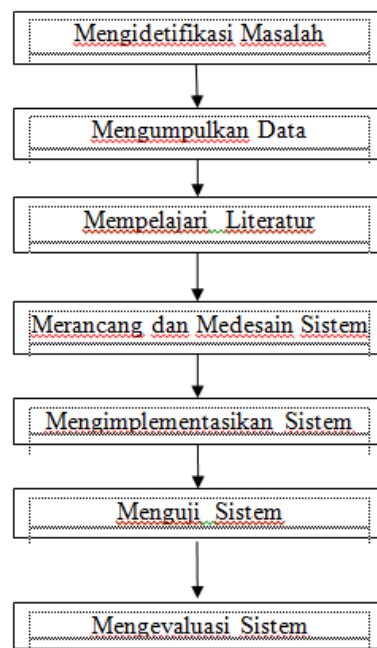 Mengidetifikasi Masalah
Mengumpulkan Data
Mempelajari Literatur
Merancang dan Medesain Sistem
Mengimplementasikan Sistem
Menguji Sistem
Mengevaluasi Sistem